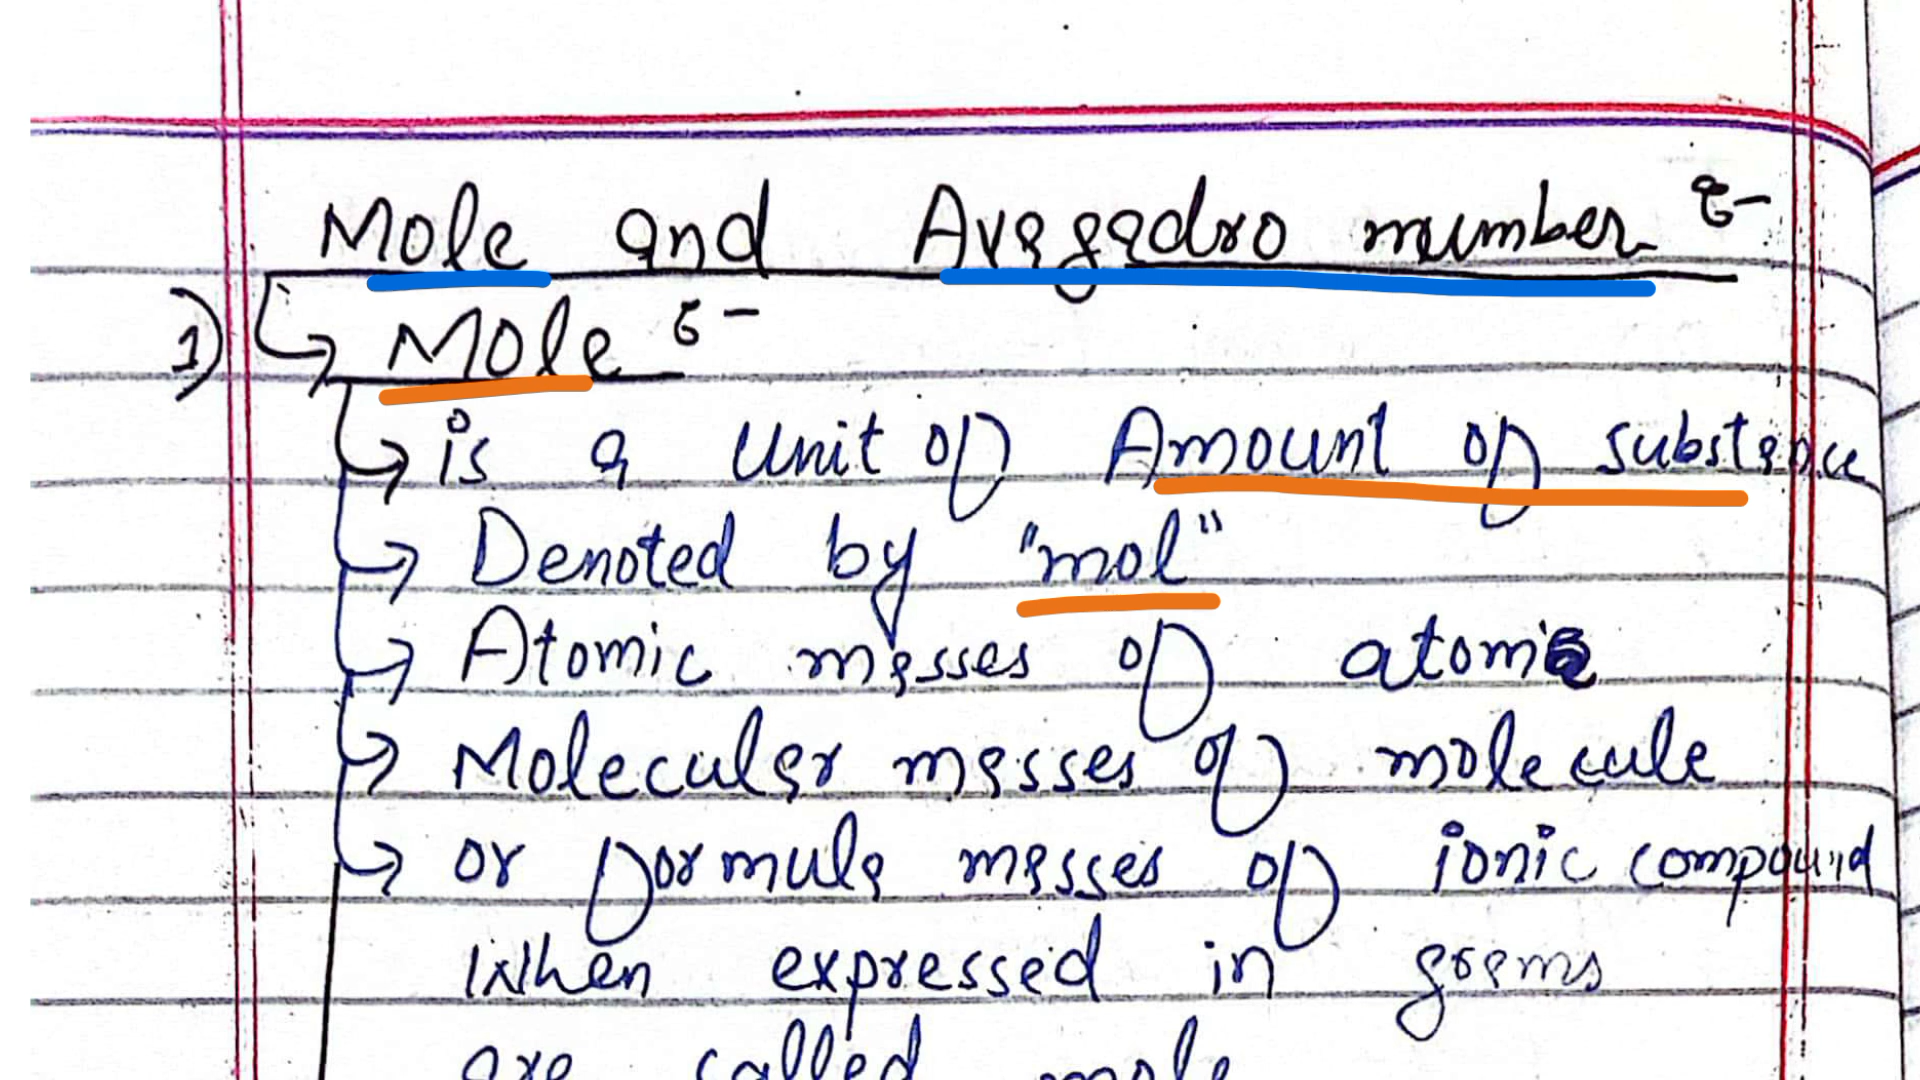 Mole and Avagadro number :-
1) Mole :-
is a unit of Amount of substance
Denoted by "mol"
Atomic masses of atoms
Molecular masses of molecule
or formula masses of ionic compound
when expressed in grams
are called mole